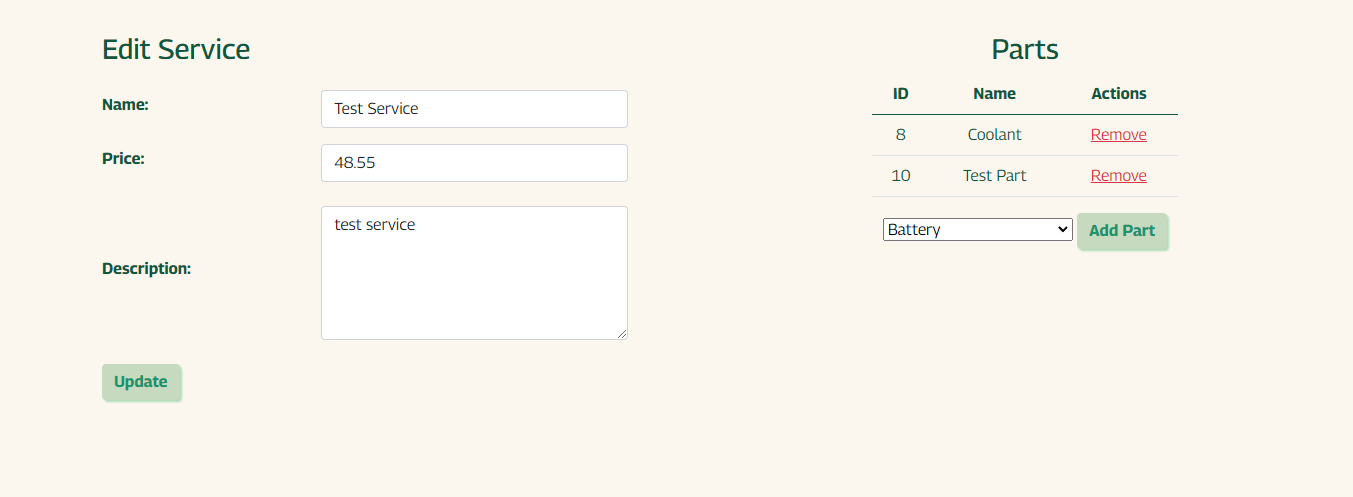 Edit Service
Name:
Test Service
Price:
48.55
Description:
test service
Update
Parts
ID Name Actions
8 Coolant Remove
10 Test Part Remove
Battery Add Part